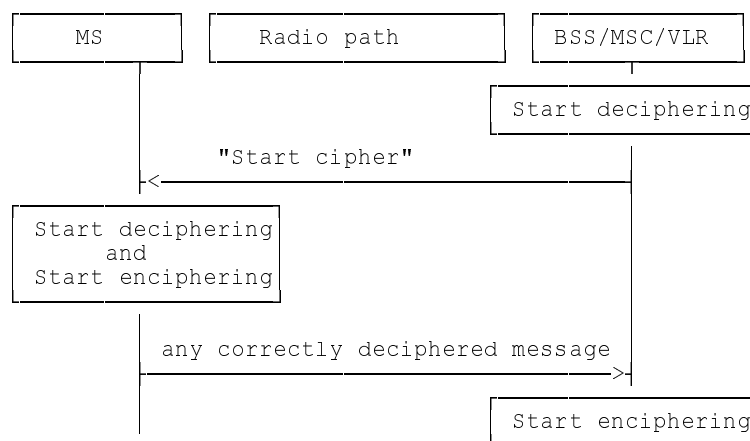 MS Radio path BSS/MSC/VLR
Start deciphering
"Start cipher"
Start deciphering
and
Start enciphering
any correctly deciphered message
Start enciphering